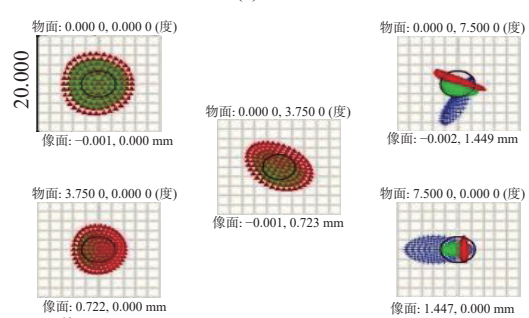 物面: 0.000 0, 0.000 0 (度)
20.000
像面: −0.001, 0.000 mm
物面: 0.000 0, 7.500 0 (度)
像面: −0.002, 1.449 mm
物面: 0.000 0, 3.750 0 (度)
像面: −0.001, 0.723 mm
物面: 3.750 0, 0.000 0 (度)
像面: 0.722, 0.000 mm
物面: 7.500 0, 0.000 0 (度)
像面: 1.447, 0.000 mm